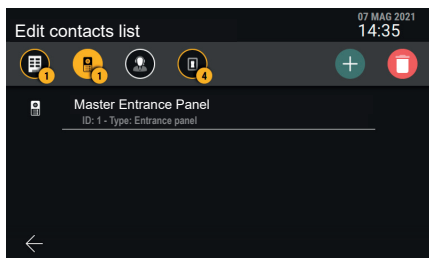 Edit contacts list
07 MAG 2021
14:35
1
1
4
Master Entrance Panel
ID: 1 - Type: Entrance panel